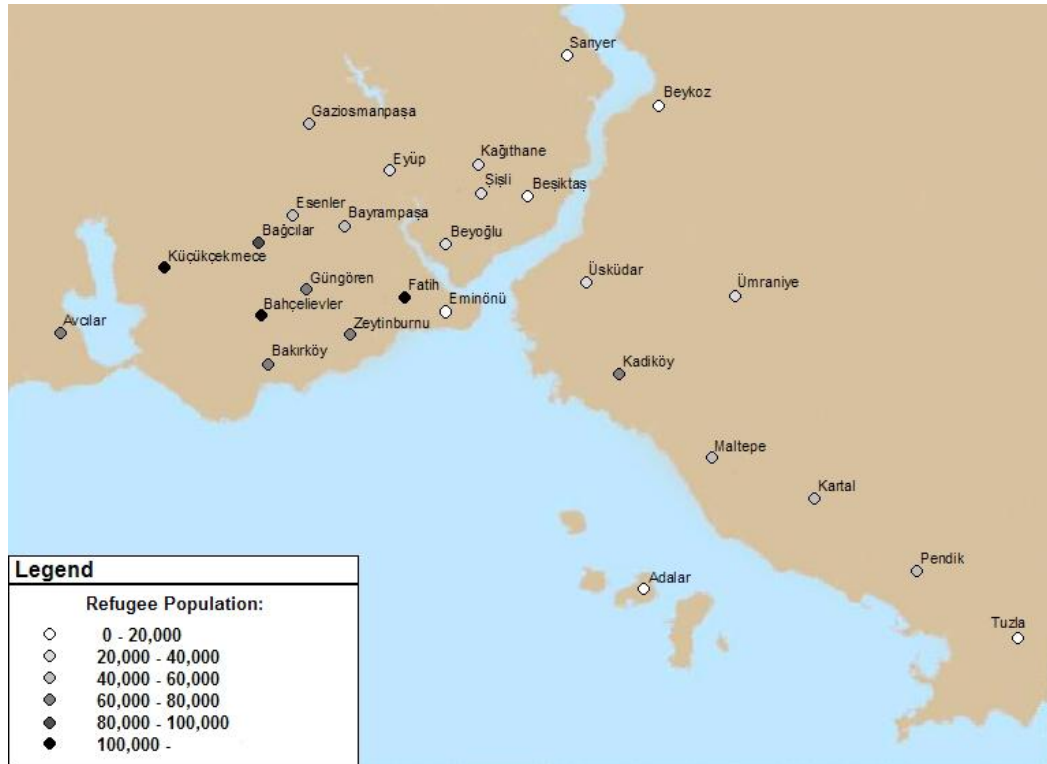 Sarıyer
Beykoz
Gaziosmanpaşa
Kağıthane
Eyüp
Şişli
Beşiktaş
Esenler
Bayrampaşa
Bağcılar
Beyoğlu
Küçükçekmece
Üsküdar
Güngören
Fatih
Ümraniye
Eminönü
Bahçelievler
Avcılar
Zeytinburnu
Bakırköy
Kadiköy
Maltepe
Kartal
Pendik
Adalar
Tuzla
Legend
Refugee Population:
0 - 20,000
20,000 - 40,000
40,000 - 60,000
60,000 - 80,000
80,000 - 100,000
100,000 -